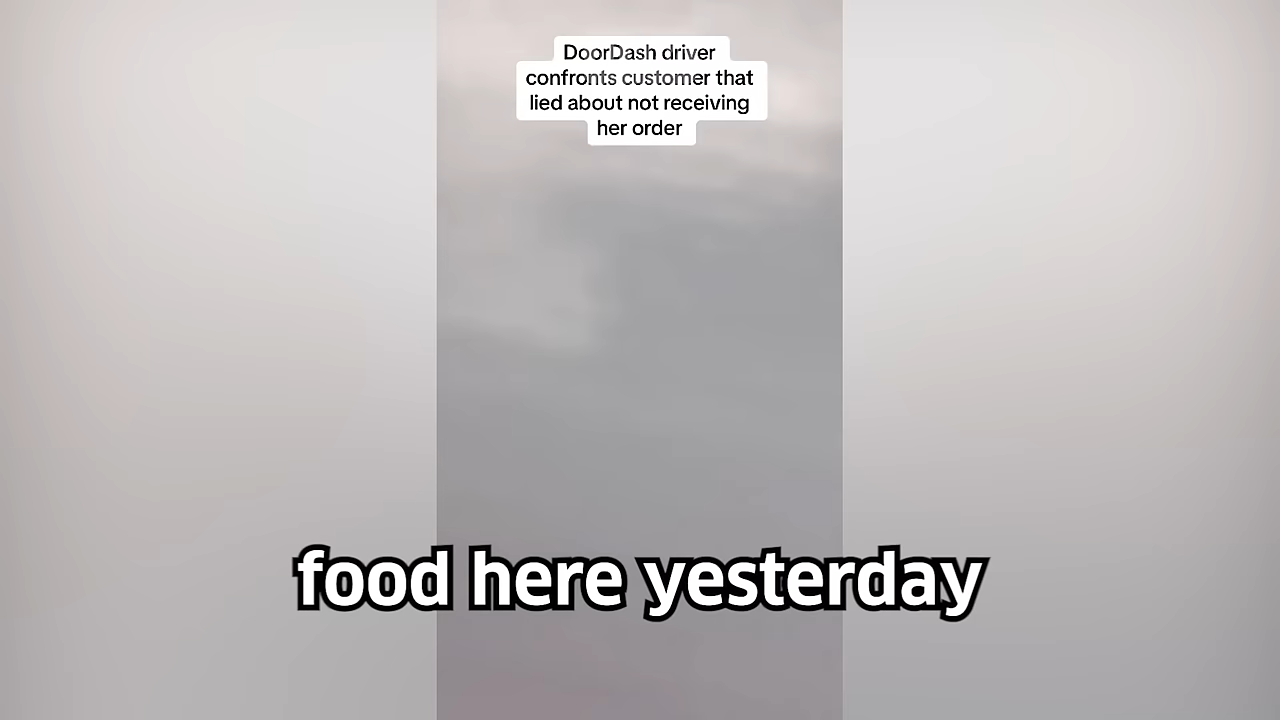 DoorDash driver
confronts customer that
lied about not receiving
her order
food here yesterday